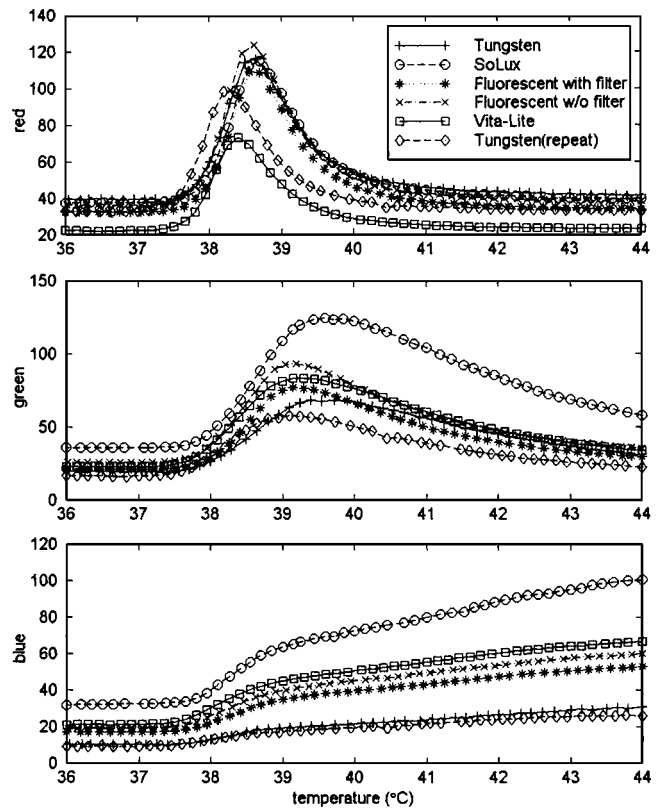 red
140
120
100
80
60
40
20
36 37 38 39 40 41 42 43 44
Tungsten
SoLux
Fluorescent with filter
Fluorescent w/o filter
Vita-Lite
Tungsten(repeat)
green
150
100
50
0
36 37 38 39 40 41 42 43 44
blue
120
100
80
60
40
20
0
36 37 38 39 40 41 42 43 44
temperature (°C)